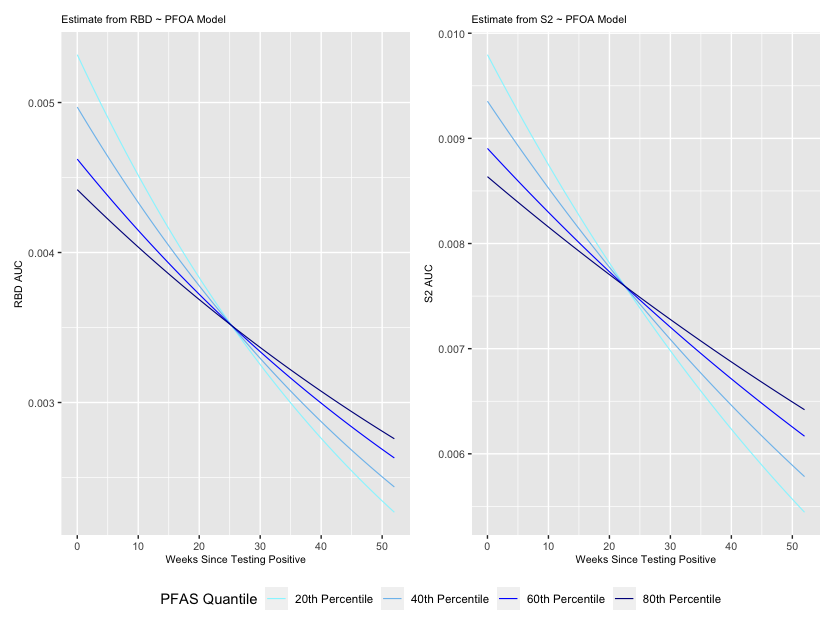 Estimate from RBD ~ PFOA Model
RBD AUC
0.005
0.004
0.003
0 10 20 30 40 50
Weeks Since Testing Positive
Estimate from S2 ~ PFOA Model
S2 AUC
0.010
0.009
0.008
0.007
0.006
0 10 20 30 40 50
Weeks Since Testing Positive
PFAS Quantile 20th Percentile 40th Percentile 60th Percentile 80th Percentile